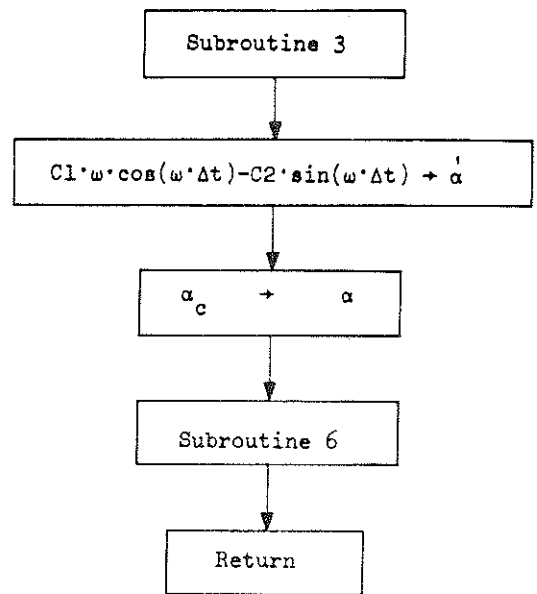 Subroutine 3
C1·ω·cos(ω·Δt)-C2·sin(ω·Δt) → α̇
α_c → α
Subroutine 6
Return